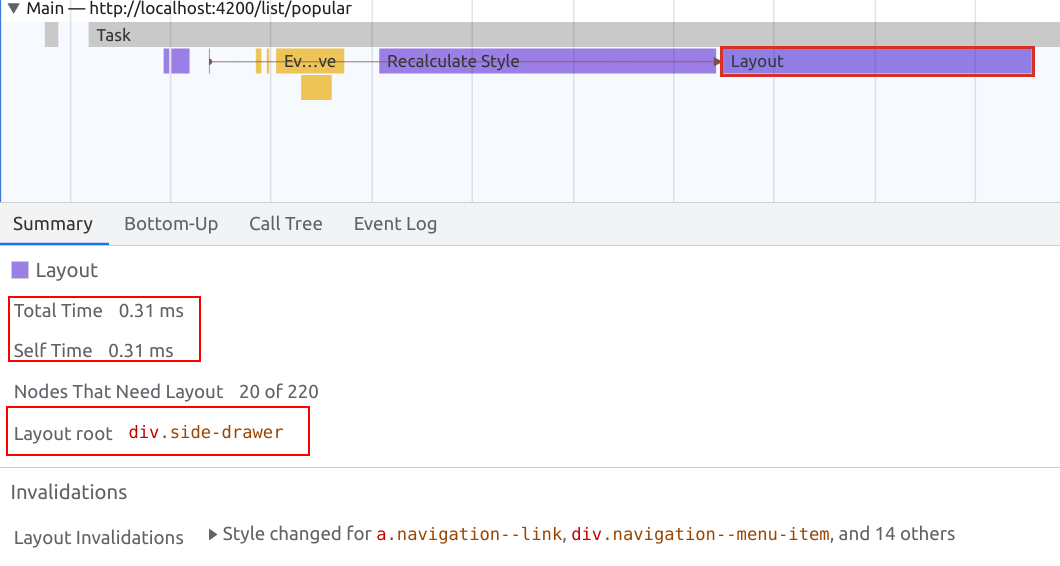 ▼ Main — http://localhost:4200/list/popular
Task
Ev…ve Recalculate Style Layout
Summary Bottom-Up Call Tree Event Log
Layout
Total Time 0.31 ms
Self Time 0.31 ms
Nodes That Need Layout 20 of 220
Layout root div.side-drawer
Invalidations
Layout Invalidations ▶ Style changed for a.navigation--link, div.navigation--menu-item, and 14 others